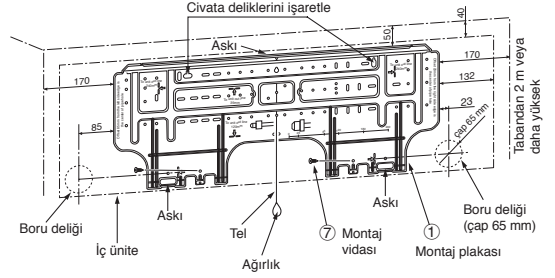 Civata deliklerini işaretle
40
50
Askı
170
170
132
Tabandan 2 m veya
daha yüksek
23
85
çap 65 mm
Askı
Askı
Boru deliği
Tel
⑦ Montaj
vidası
①
Montaj plakası
Boru deliği
(çap 65 mm)
İç ünite
Ağırlık